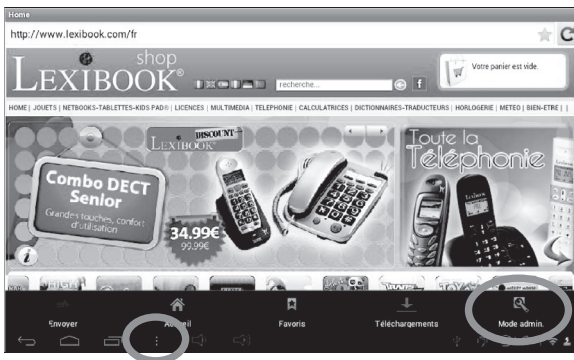 Home
http://www.lexibook.com/fr
shop
LEXIBOOK®
recherche...
Votre panier est vide.
HOME | JOUETS | NETBOOKS-TABLETTES-KIDS PAD® | LICENCES | MULTIMEDIA | TELEPHONIE | CALCULATRICES | DICTIONNAIRES-TRADUCTEURS | HORLOGERIE | METEO | BIEN-ETRE | |
DISCOUNT
LEXIBOOK®
Combo DECT
Senior
Grandes touches, confort
d'utilisation
34.99€
99.99€
Toute la
Téléphonie
Envoyer
Accueil
Favoris
Téléchargements
Mode admin.